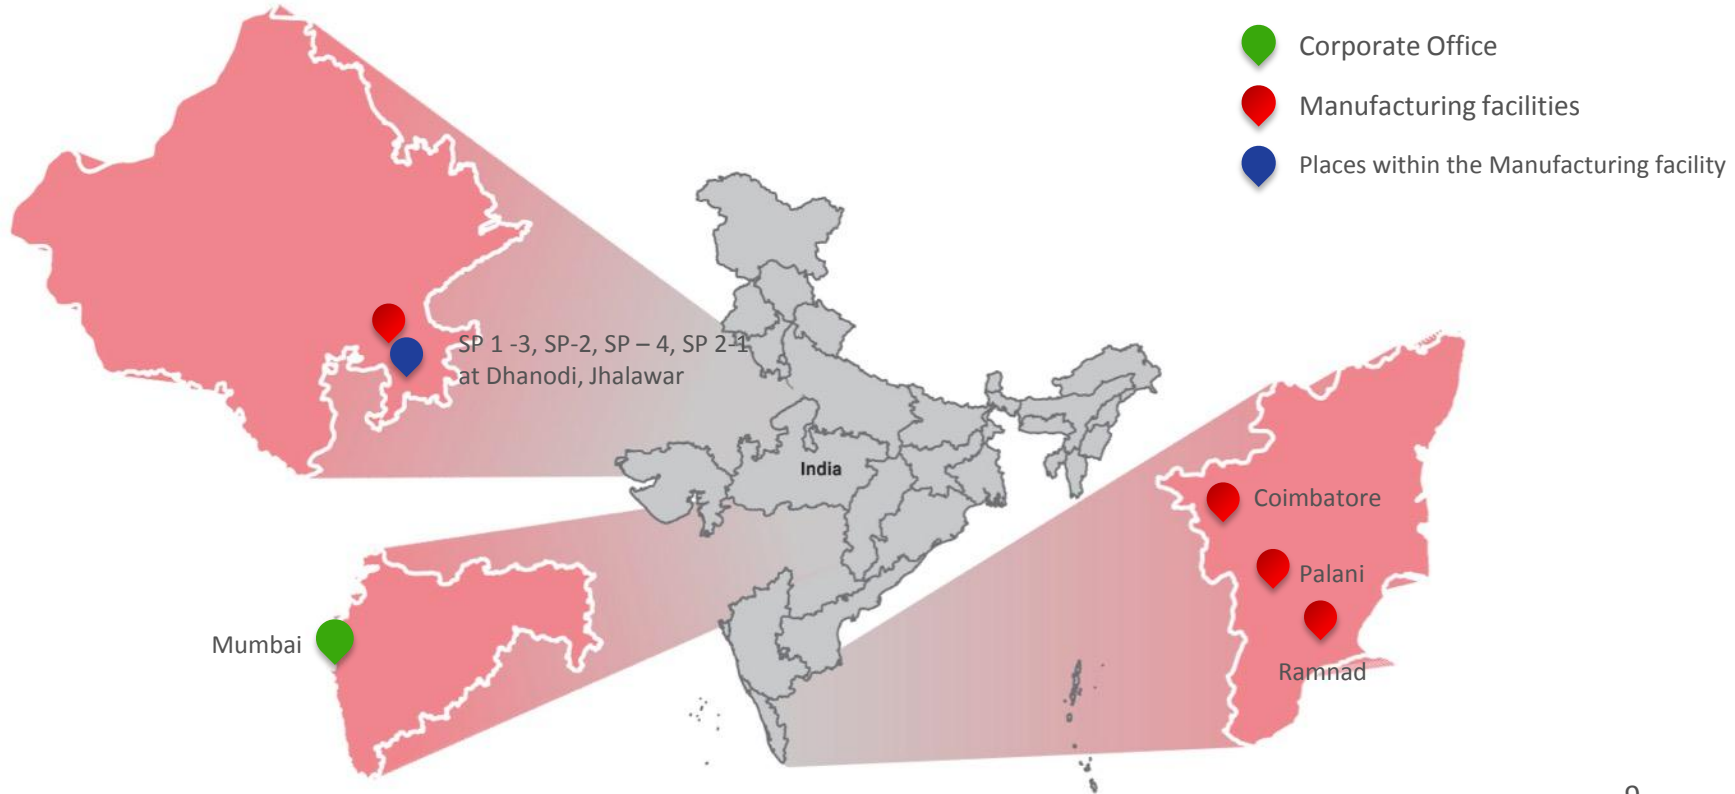 Corporate Office
Manufacturing facilities
Places within the Manufacturing facility
SP 1 -3, SP-2, SP – 4, SP 2-1
at Dhanodi, Jhalawar
India
Coimbatore
Palani
Mumbai
Ramnad